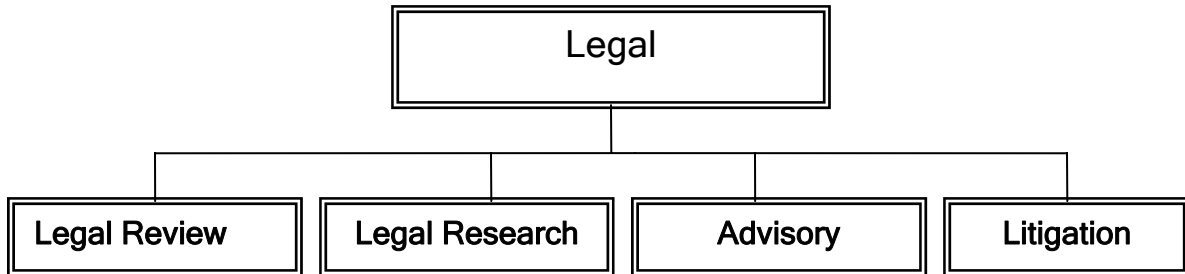 Legal
Legal Review
Legal Research
Advisory
Litigation